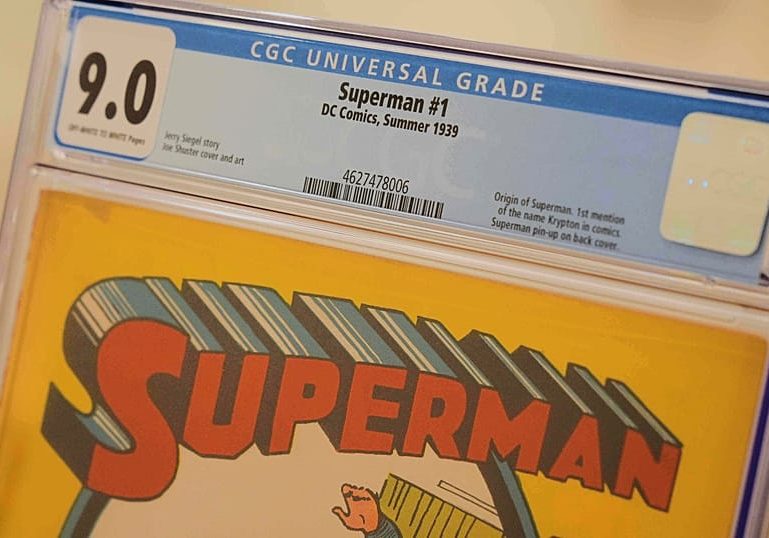 CGC UNIVERSAL GRADE
9.0
OFF-WHITE TO WHITE Pages
Superman #1
DC Comics, Summer 1939
Jerry Siegel story
Joe Shuster cover and art
4627478006
Origin of Superman. 1st mention
of the name Krypton in comics.
Superman pin-up on back cover.
SUPERMAN